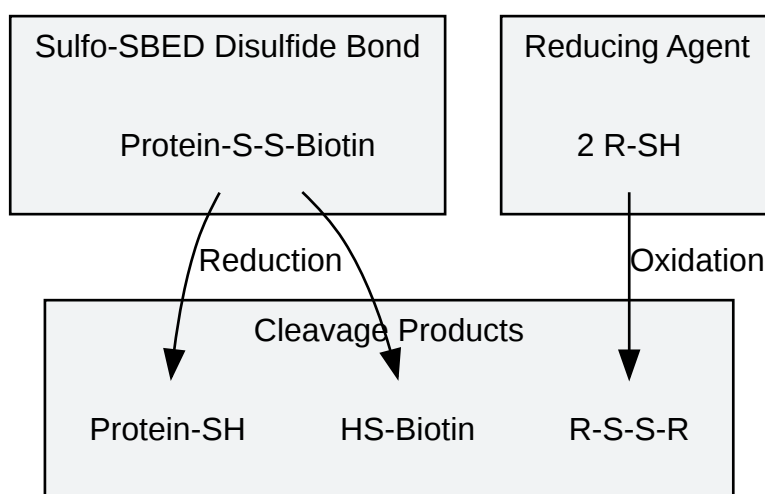 Sulfo-SBED Disulfide Bond
Protein-S-S-Biotin
Reducing Agent
2 R-SH
Reduction
Oxidation
Cleavage Products
Protein-SH
HS-Biotin
R-S-S-R